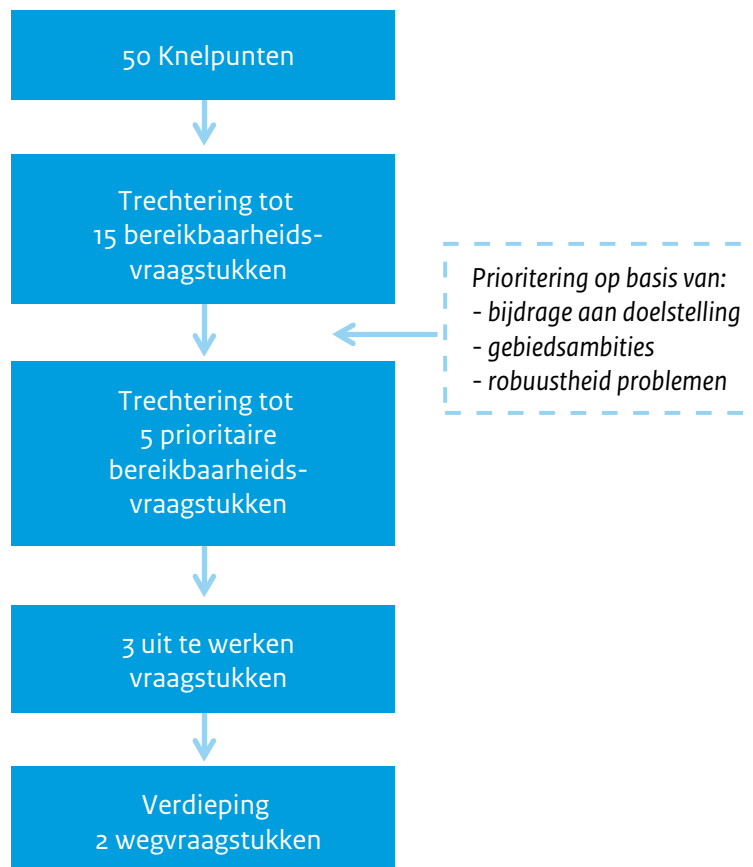 50 Knelpunten
Trechtering tot
15 bereikbaarheids-
vraagstukken
Prioritering op basis van:
- bijdrage aan doelstelling
- gebiedsambities
- robuustheid problemen
Trechtering tot
5 prioritaire
bereikbaarheids-
vraagstukken
3 uit te werken
vraagstukken
Verdieping
2 wegvraagstukken